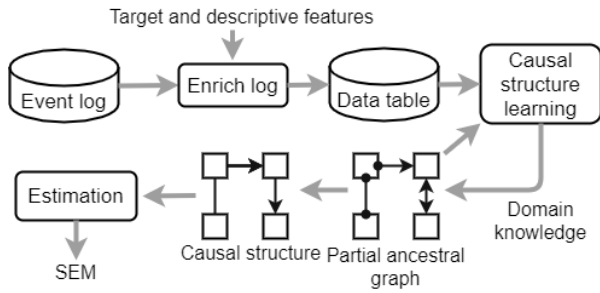 Target and descriptive features
Event log
Enrich log
Data table
Causal
structure
learning
Estimation
SEM
Causal structure
Partial ancestral
graph
Domain
knowledge